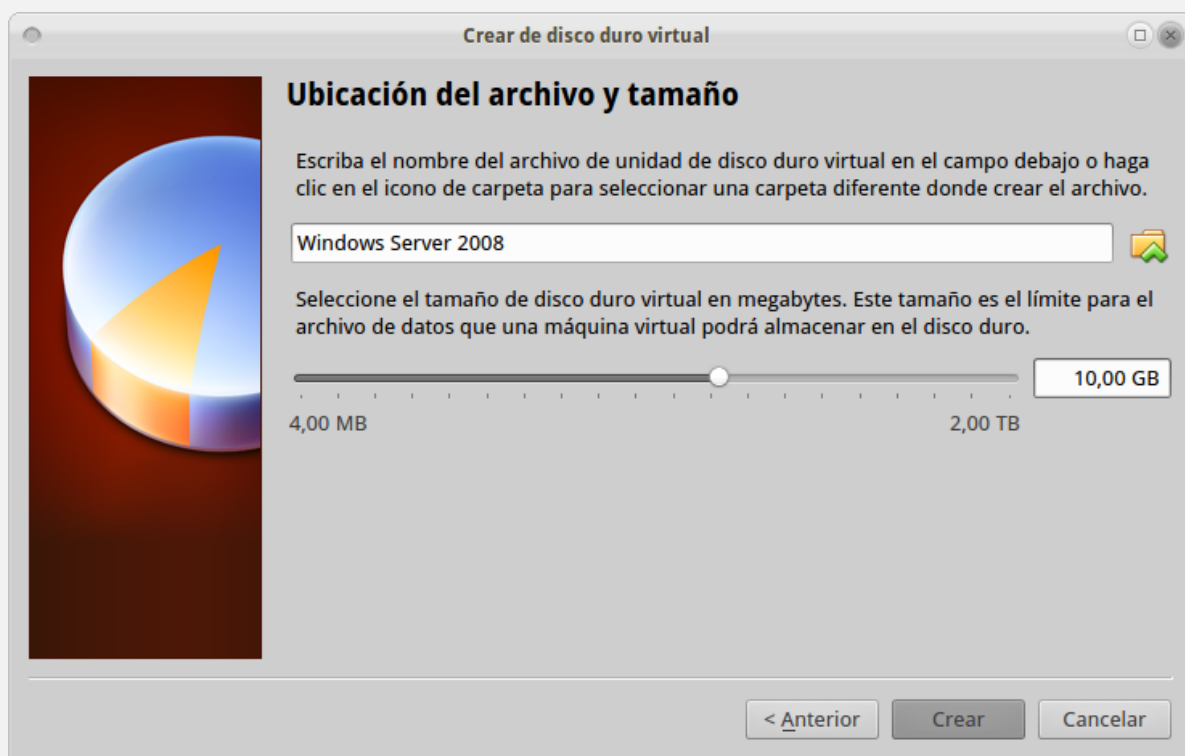 Crear de disco duro virtual
Ubicación del archivo y tamaño
Escriba el nombre del archivo de unidad de disco duro virtual en el campo debajo o haga
clic en el icono de carpeta para seleccionar una carpeta diferente donde crear el archivo.
Windows Server 2008
Seleccione el tamaño de disco duro virtual en megabytes. Este tamaño es el límite para el
archivo de datos que una máquina virtual podrá almacenar en el disco duro.
10,00 GB
4,00 MB 2,00 TB
< Anterior Crear Cancelar